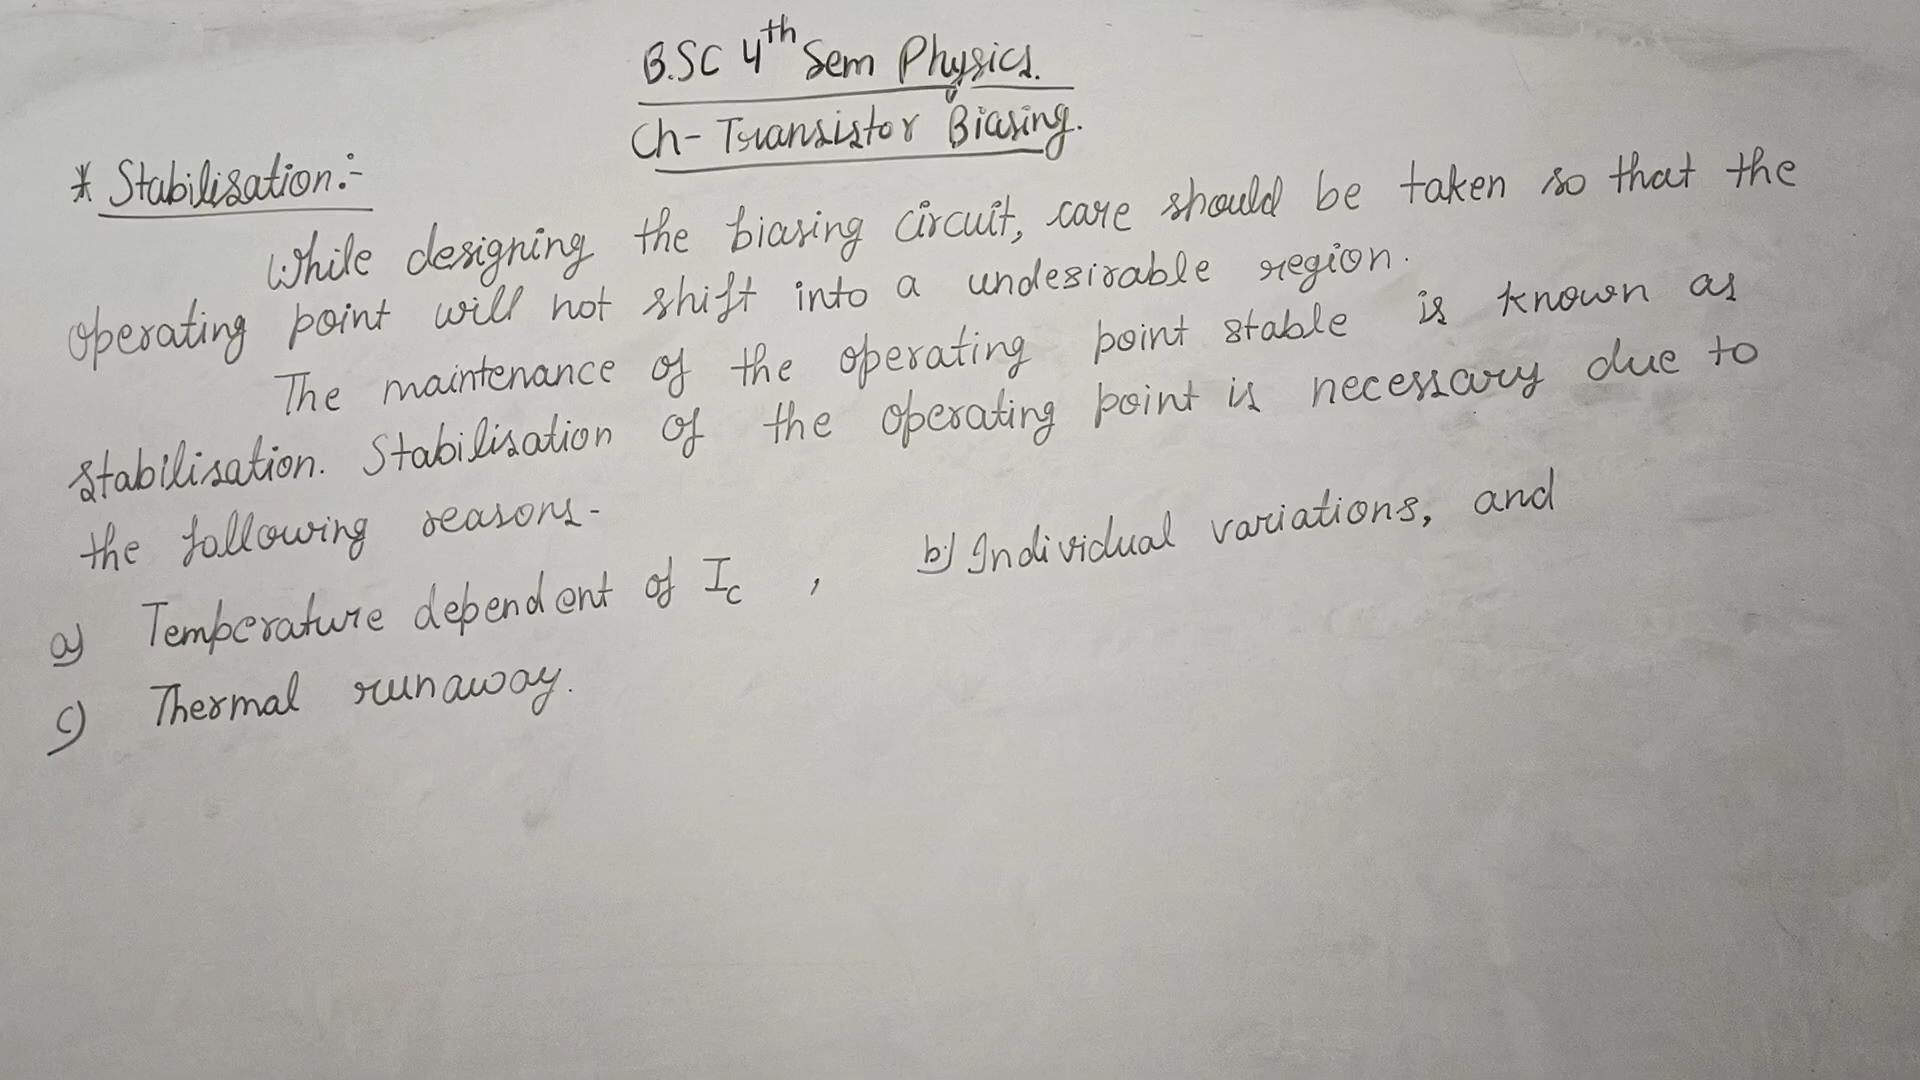 B.SC 4th Sem Physics.
Ch- Transistor Biasing.
* Stabilisation:-
While designing the biasing circuit, care should be taken so that the
operating point will not shift into a undesirable region.
The maintenance of the operating point stable is known as
stabilisation. Stabilisation of the operating point is necessary due to
the following reasons-
a) Temperature dependent of Ic , b) Individual variations, and
c) Thermal runaway.